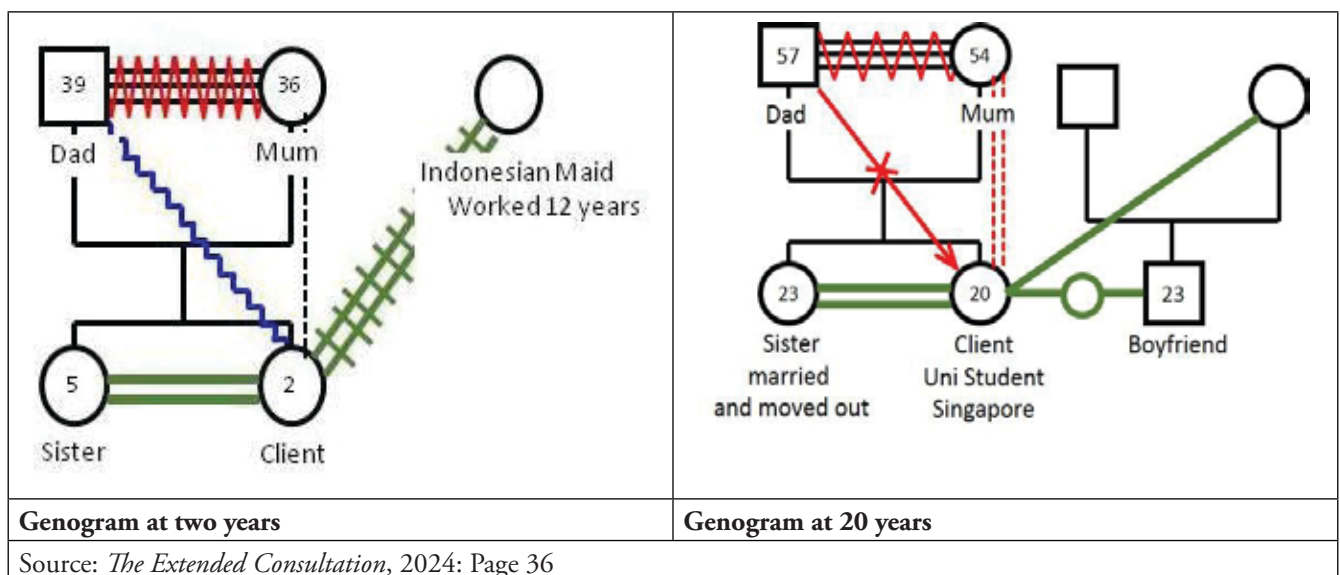 39
36
Dad
Mum
Indonesian Maid
Worked 12 years
5
2
Sister
Client
57
54
Dad
Mum
23
20
23
Sister
married
and moved out
Client
Uni Student
Singapore
Boyfriend
Genogram at two years
Genogram at 20 years
Source: The Extended Consultation, 2024: Page 36